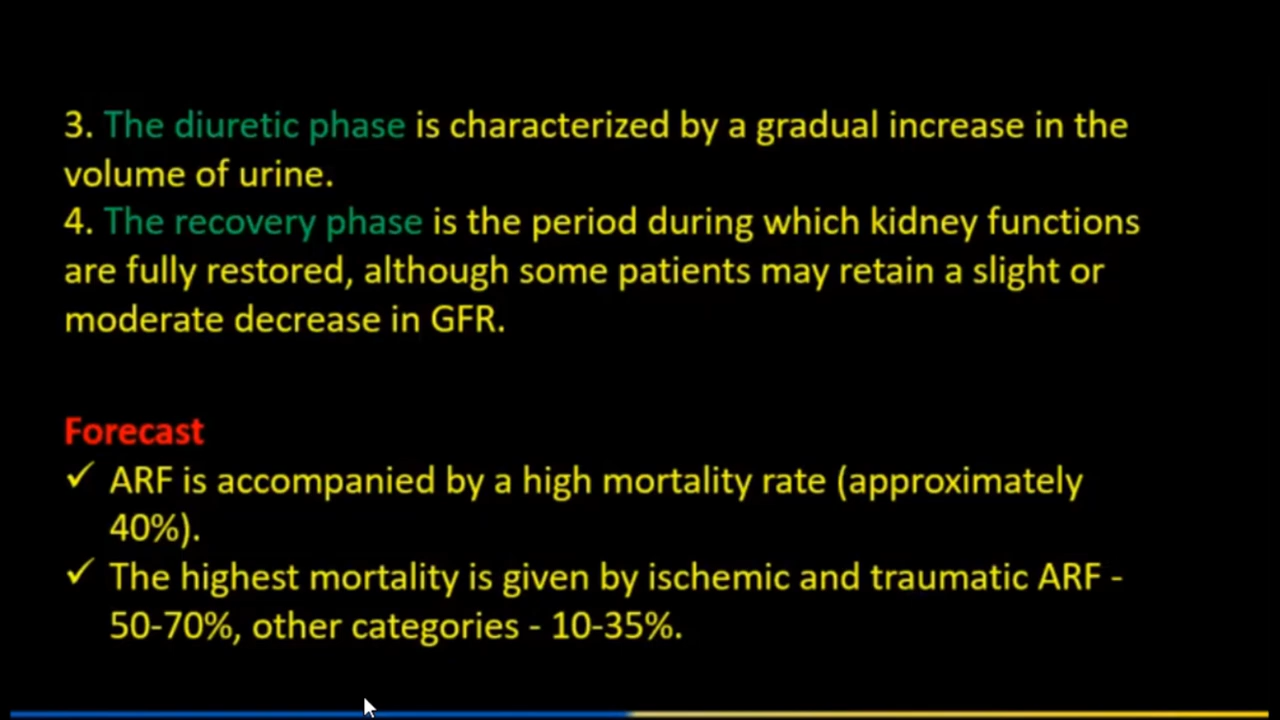 3. The diuretic phase is characterized by a gradual increase in the
volume of urine.
4. The recovery phase is the period during which kidney functions
are fully restored, although some patients may retain a slight or
moderate decrease in GFR.
Forecast
✓ ARF is accompanied by a high mortality rate (approximately
40%).
✓ The highest mortality is given by ischemic and traumatic ARF -
50-70%, other categories - 10-35%.